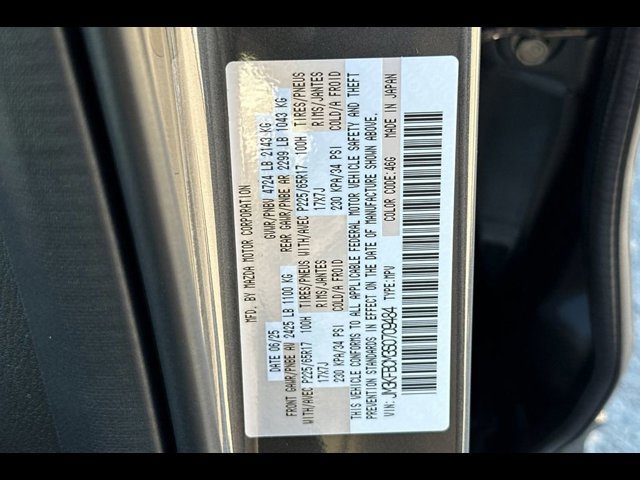 MFD. BY MAZDA MOTOR CORPORATION
DATE 06/25 GVWR/PNBV 4724 LB 2143 KG
FRONT GAWR/PNBE AV 2425 LB 1100 KG REAR GAWR/PNBE AR 2299 LB 1043 KG
WITH/AVEC P225/65R17 100H TIRES/PNEUS WITH/AVEC P225/65R17 100H TIRES/PNEUS
17X7J RIMS/JANTES 17X7J RIMS/JANTES
230 KPA/34 PSI COLD/A FROID 230 KPA/34 PSI COLD/A FROID
THIS VEHICLE CONFORMS TO ALL APPLICABLE FEDERAL MOTOR VEHICLE SAFETY AND THEFT
PREVENTION STANDARDS IN EFFECT ON THE DATE OF MANUFACTURE SHOWN ABOVE.
VIN: TYPE:MPV COLOR CODE:46G MADE IN JAPAN